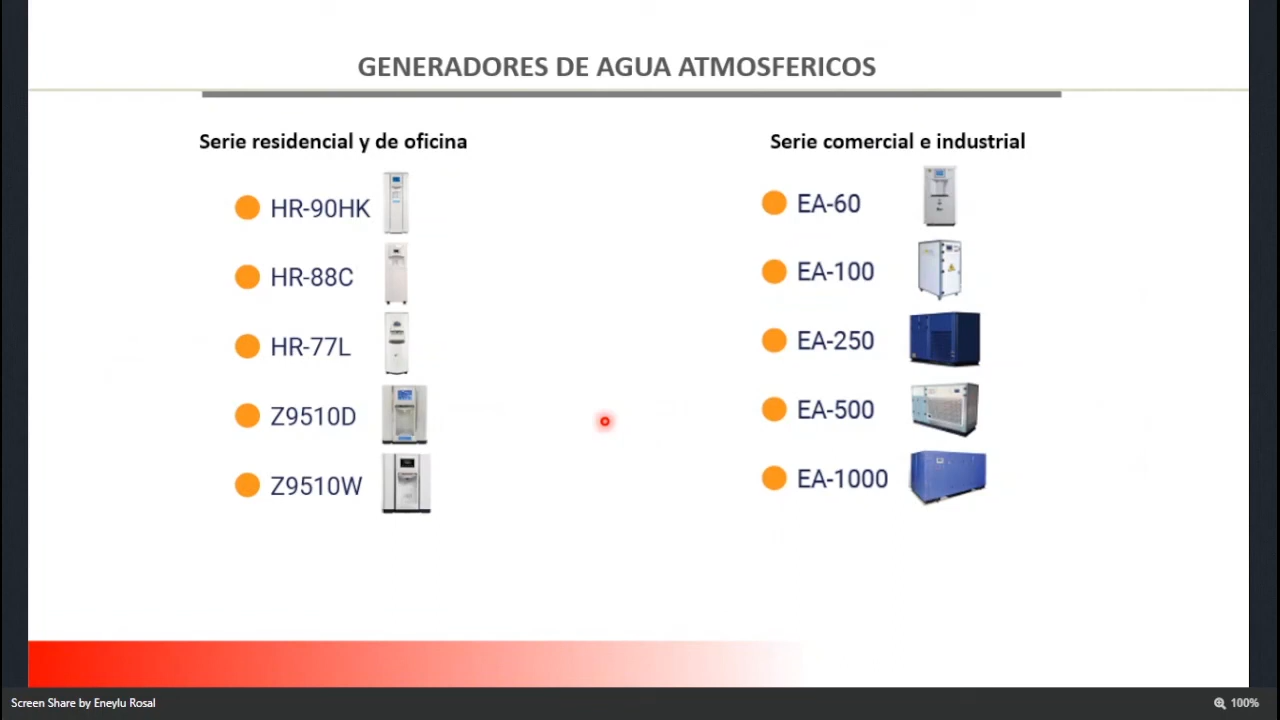 GENERADORES DE AGUA ATMOSFERICOS
Serie residencial y de oficina
HR-90HK
HR-88C
HR-77L
Z9510D
Z9510W
Serie comercial e industrial
EA-60
EA-100
EA-250
EA-500
EA-1000
Screen Share by Eneylu Rosal
100%